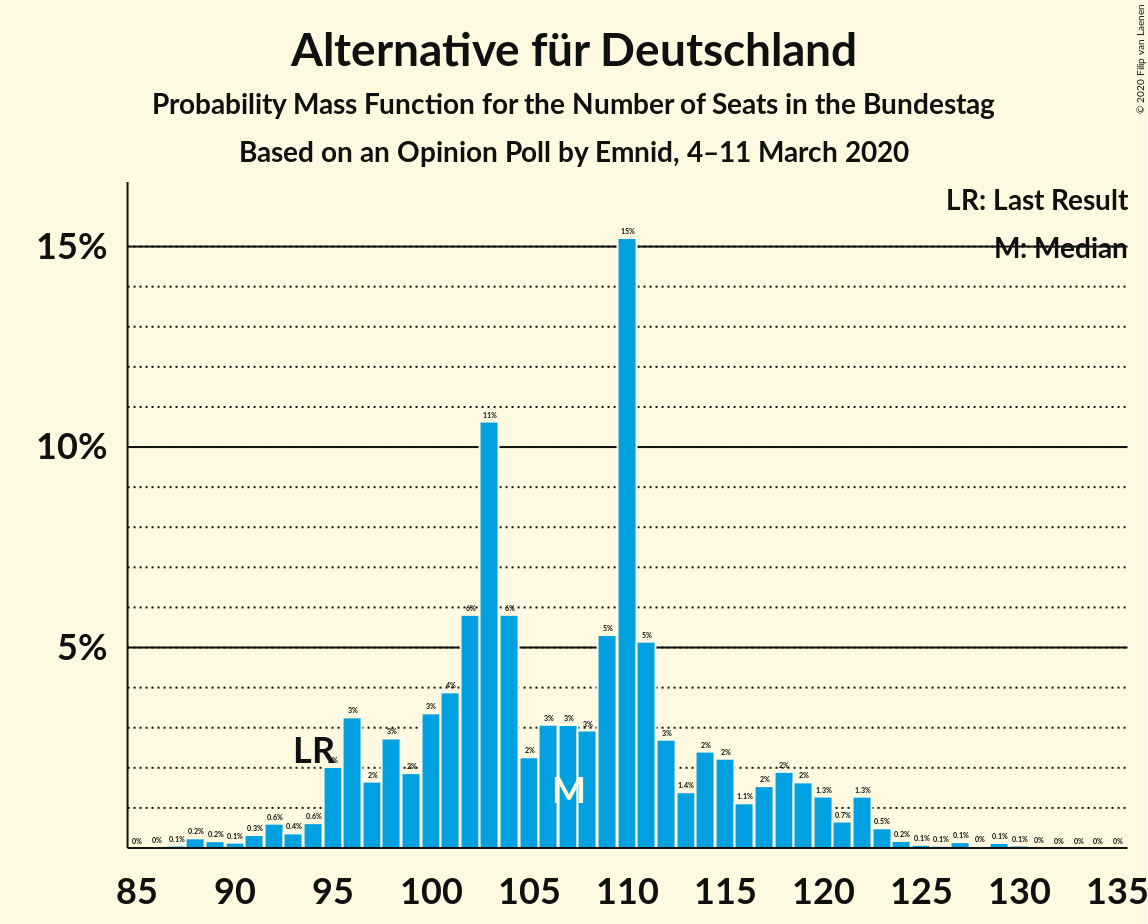 Alternative für Deutschland
Probability Mass Function for the Number of Seats in the Bundestag
Based on an Opinion Poll by Emnid, 4–11 March 2020
© 2020 Filip van Laenen
LR: Last Result
M: Median
15%
10%
5%
0% 0% 0.1% 0.2% 0.2% 0.1% 0.3% 0.6% 0.4% 0.6% 3% 2% 3% 2% 3% 4% 6% 11% 6% 2% 3% 3% 3% 5% 15% 5% 3% 1.4% 2% 2% 1.1% 2% 2% 2% 1.3% 0.7% 1.3% 0.5% 0.2% 0.1% 0.1% 0.1% 0% 0.1% 0.1% 0% 0% 0% 0% 0%
LR
M
85 90 95 100 105 110 115 120 125 130 135